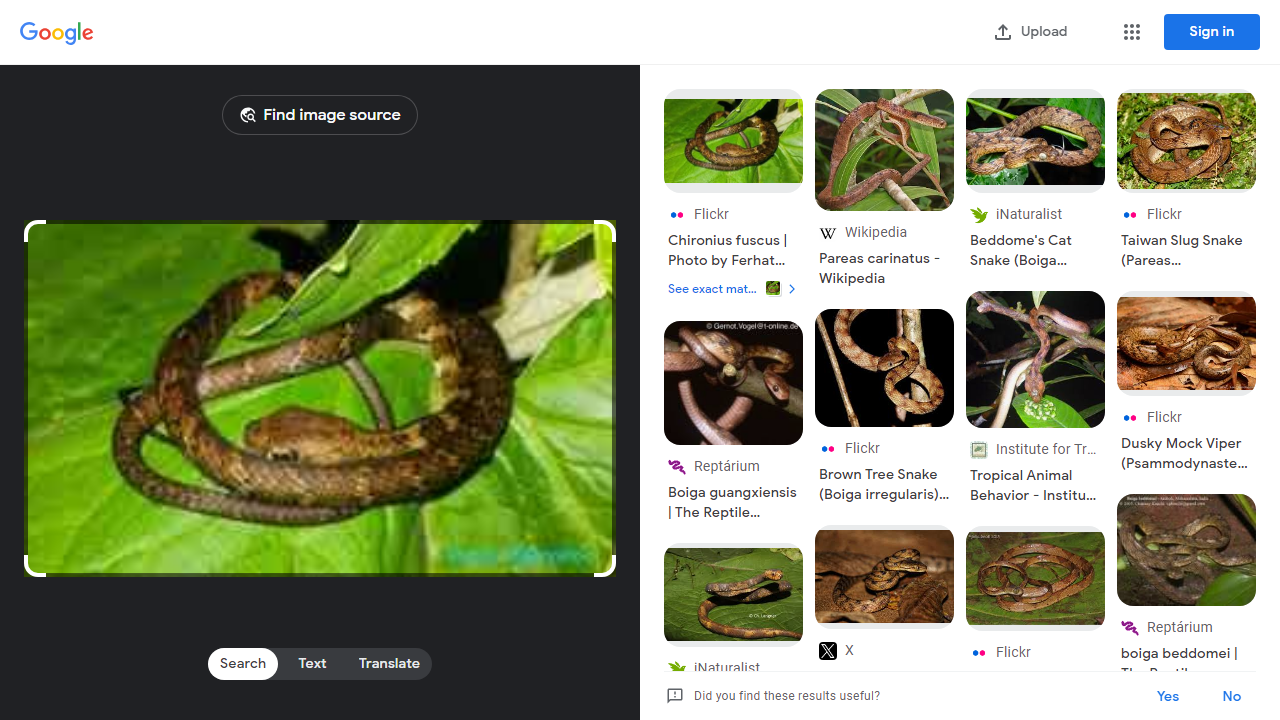 Google
Upload
Sign in
Find image source
Search
Text
Translate
Flickr
Chironius fuscus |
Photo by Ferhat...
See exact mat...
Wikipedia
Pareas carinatus -
Wikipedia
iNaturalist
Beddome's Cat
Snake (Boiga...
Flickr
Taiwan Slug Snake
(Pareas...
© Gernot.Vogel@t-online.de
Reptárium
Boiga guangxiensis
| The Reptile...
Flickr
Brown Tree Snake
(Boiga irregularis)...
Institute for Tr...
Tropical Animal
Behavior - Institu...
Flickr
Dusky Mock Viper
(Psammodynaste...
iNaturalist
X
Flickr
Reptárium
boiga beddomei |
The Reptile
Did you find these results useful?
Yes
No